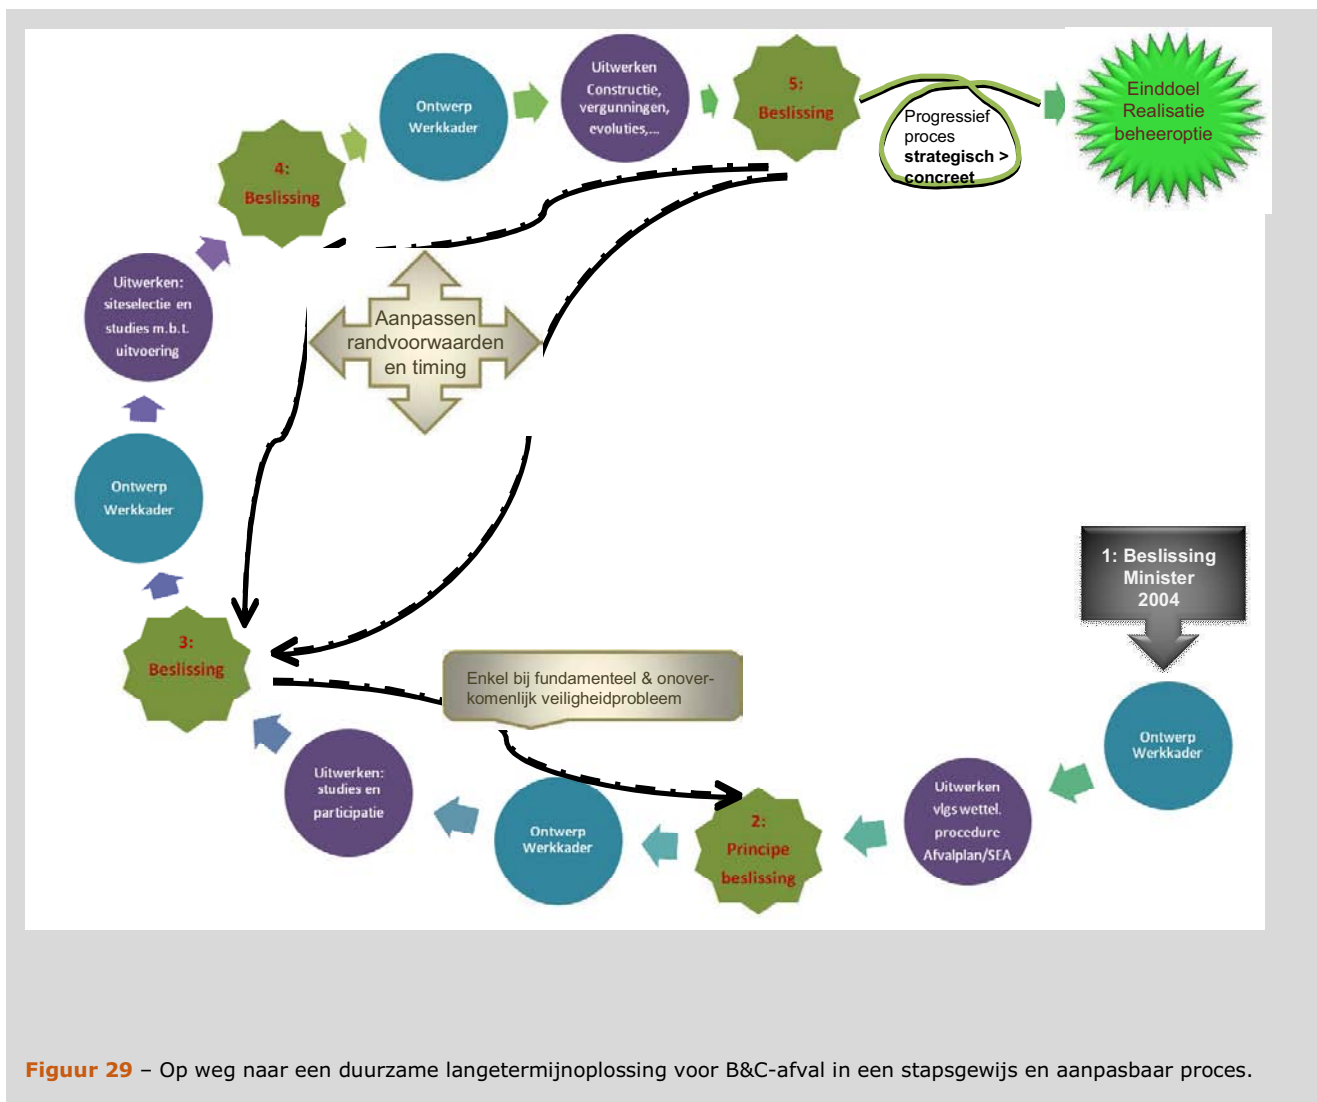 Ontwerp
Werkkader
Uitwerken
Constructie,
vergunningen,
evoluties,...
5:
Beslissing
Progressief
proces
strategisch >
concreet
Einddoel
Realisatie
beheeroptie
4:
Beslissing
Uitwerken:
siteselectie en
studies m.b.t.
uitvoering
Aanpassen
randvoorwaarden
en timing
Ontwerp
Werkkader
1: Beslissing
Minister
2004
3:
Beslissing
Enkel bij fundamenteel & onover-
komenlijk veiligheidprobleem
Ontwerp
Werkkader
Uitwerken:
studies en
participatie
Ontwerp
Werkkader
2:
Principe
beslissing
Uitwerken
vlgs wettel.
procedure
Afvalplan/SEA
Figuur 29 – Op weg naar een duurzame langetermijnoplossing voor B&C-afval in een stapsgewijs en aanpasbaar proces.